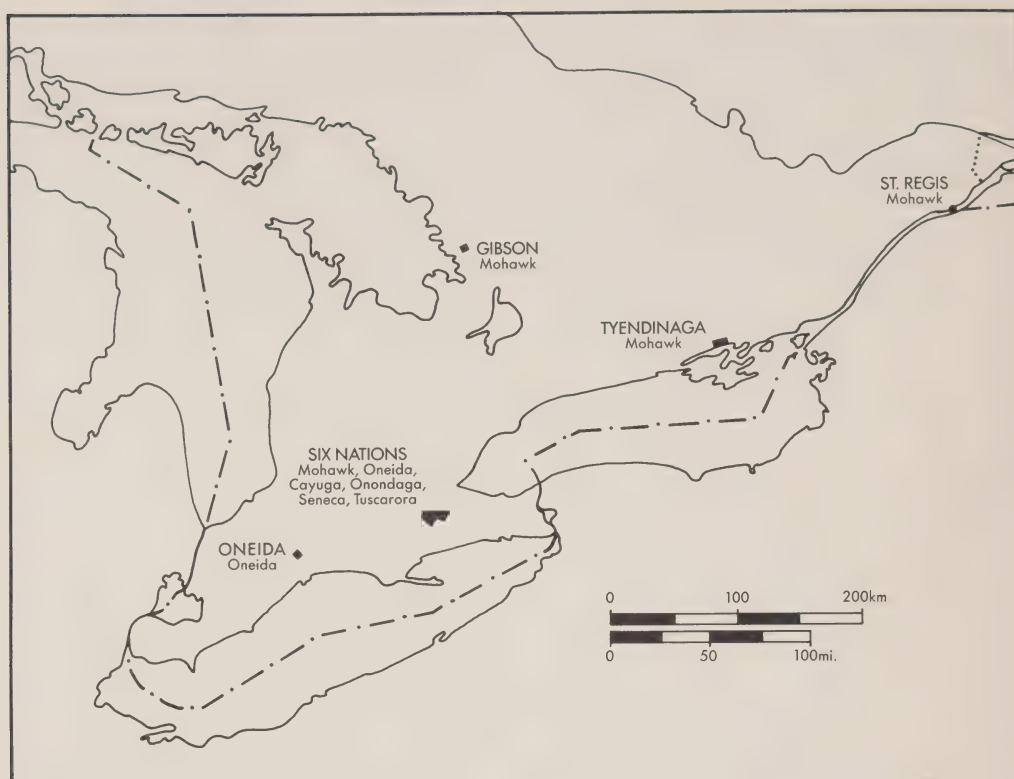 ST. REGIS
Mohawk
GIBSON
Mohawk
TYENDINAGA
Mohawk
SIX NATIONS
Mohawk, Oneida,
Cayuga, Onondaga,
Seneca, Tuscarora
ONEIDA
Oneida
0 100 200km
0 50 100mi.